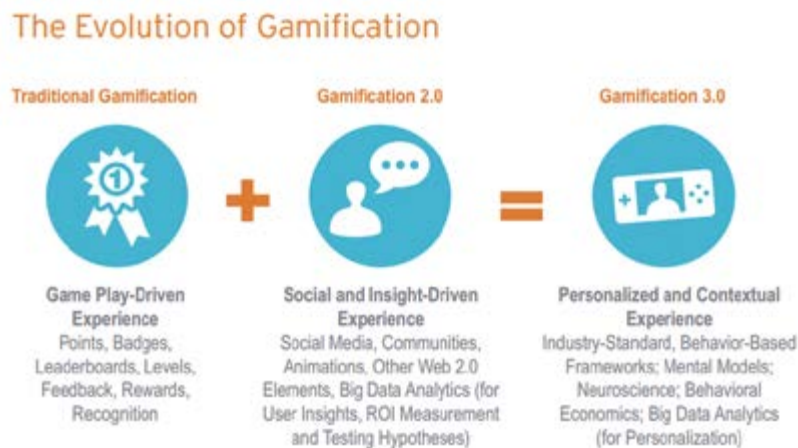 The Evolution of Gamification
Traditional Gamification
Gamification 2.0
Gamification 3.0
1
Game Play-Driven
Experience
Points, Badges,
Leaderboards, Levels,
Feedback, Rewards,
Recognition
+
Social and Insight-Driven
Experience
Social Media, Communities,
Animations, Other Web 2.0
Elements, Big Data Analytics (for
User Insights, ROI Measurement
and Testing Hypotheses)
=
Personalized and Contextual
Experience
Industry-Standard, Behavior-Based
Frameworks; Mental Models;
Neuroscience; Behavioral
Economics; Big Data Analytics
(for Personalization)